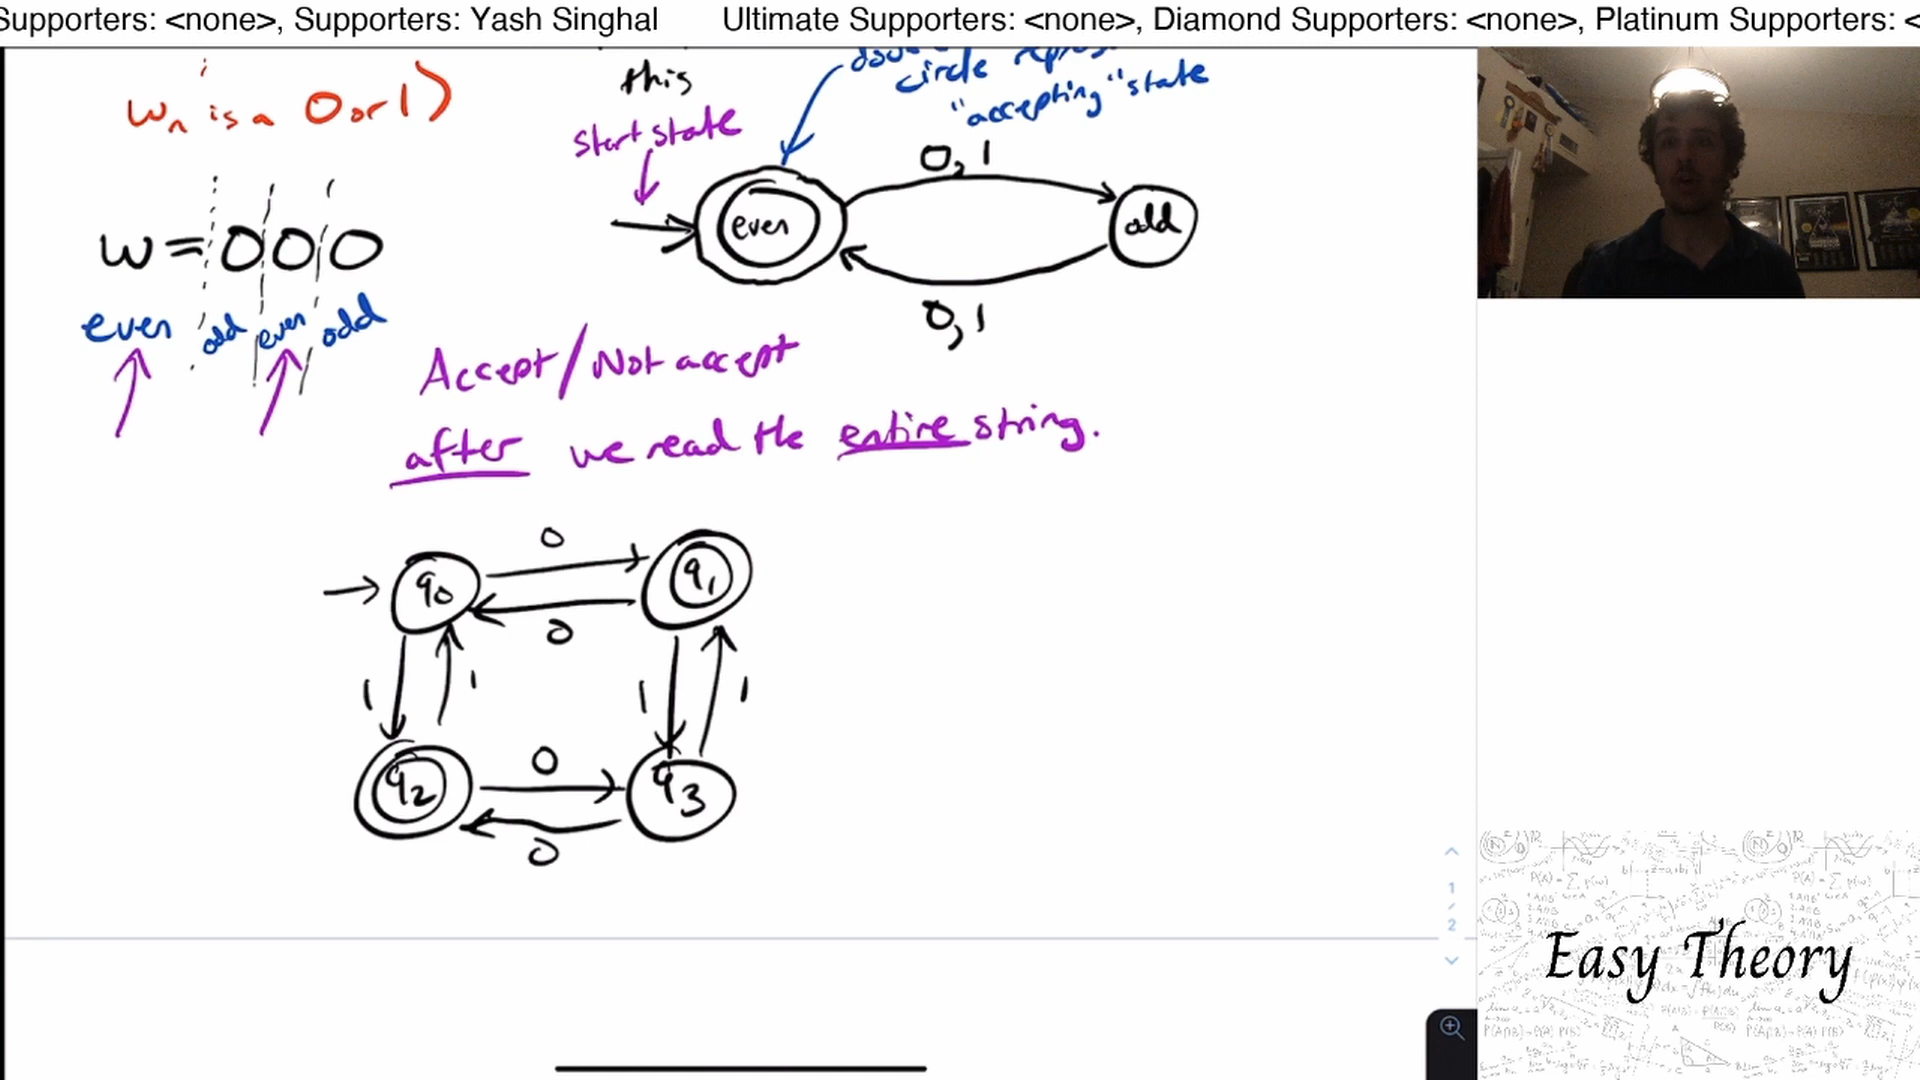 Supporters: <none>, Supporters: Yash Singhal Ultimate Supporters: <none>, Diamond Supporters: <none>, Platinum Supporters: <
this
circle
"accepting" state
wₙ is a 0 or 1)
start state
0, 1
even
odd
0, 1
w = 000
even odd even odd
Accept/Not accept
after we read the entire string.
0
q₀
q₁
0
1
1
1
1
0
q₂
q₃
0
1
2
Easy Theory